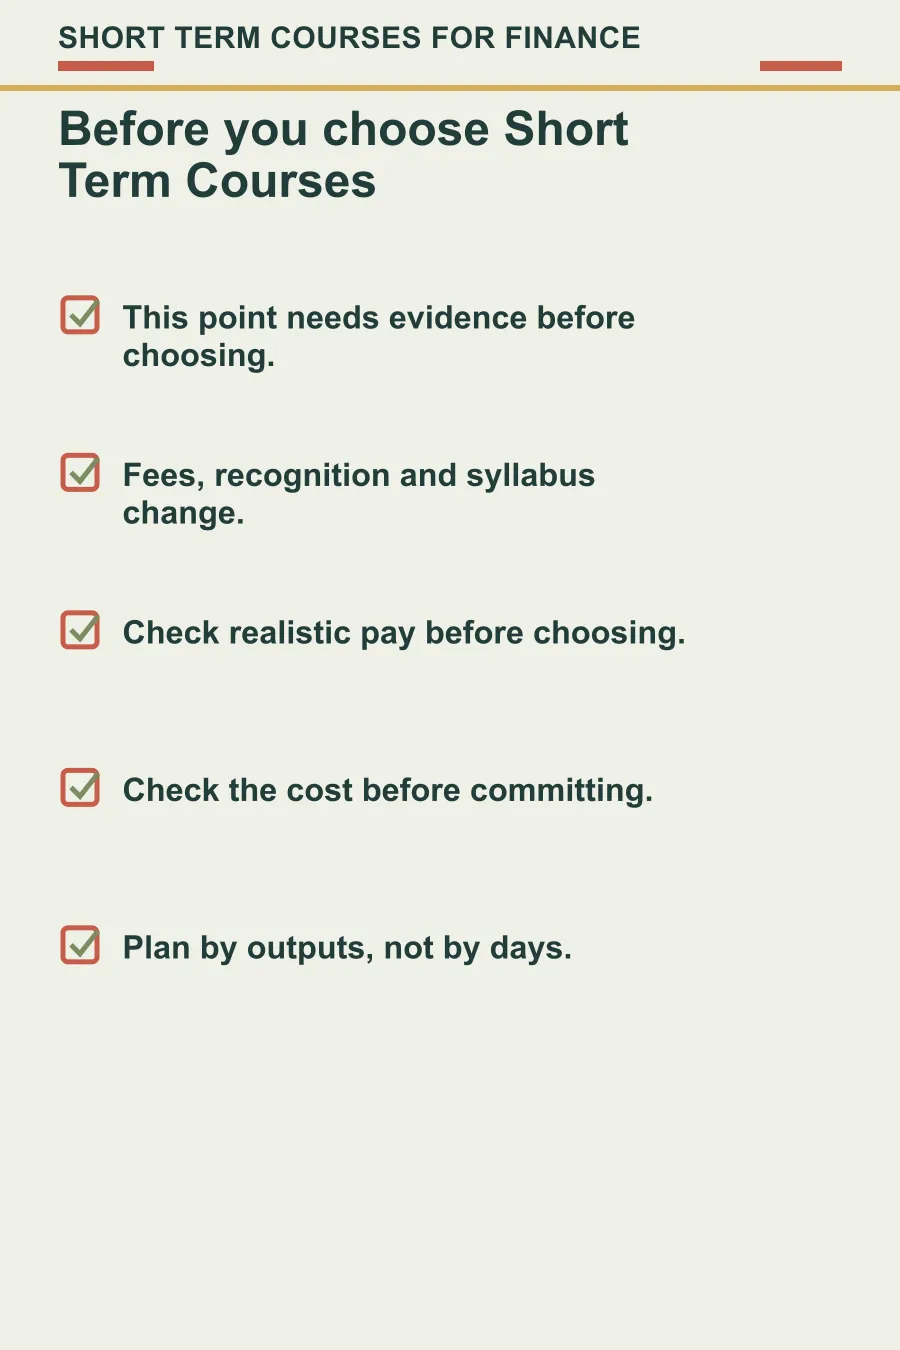 SHORT TERM COURSES FOR FINANCE
Before you choose Short
Term Courses
This point needs evidence before
choosing.
Fees, recognition and syllabus
change.
Check realistic pay before choosing.
Check the cost before committing.
Plan by outputs, not by days.